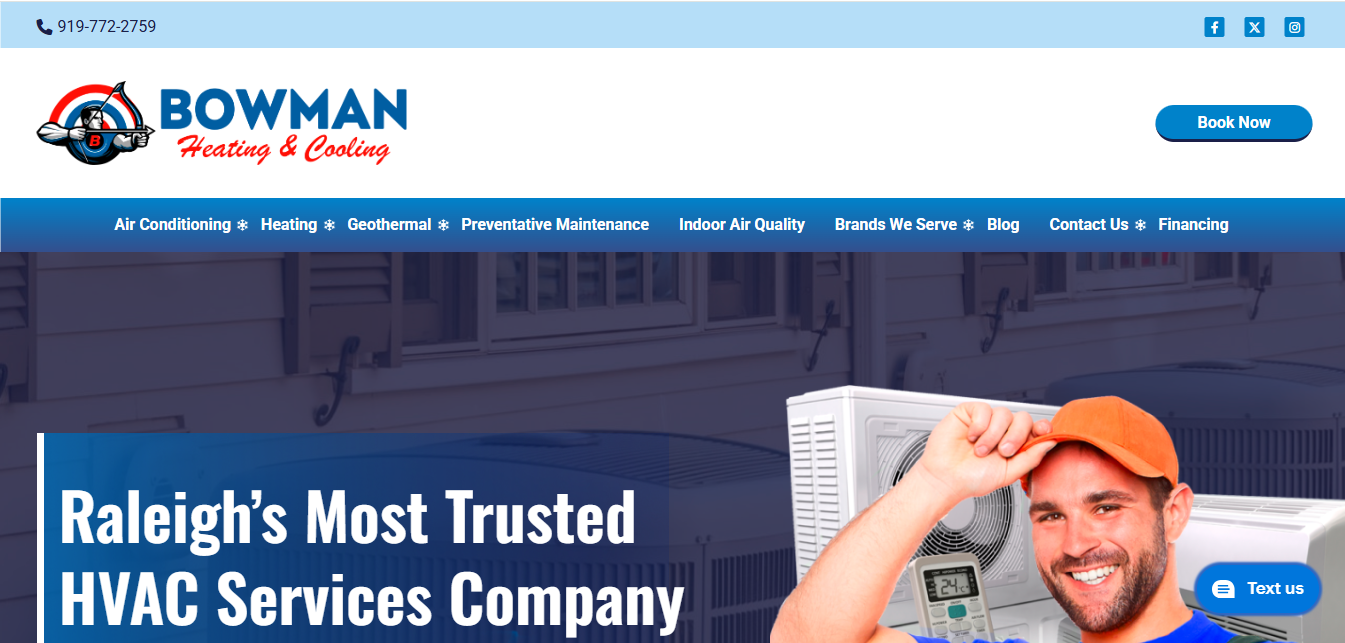 919-772-2759
BOWMAN
Heating & Cooling
B
Book Now
Air Conditioning Heating Geothermal Preventative Maintenance Indoor Air Quality Brands We Serve Blog Contact Us Financing
24°C
Raleigh’s Most Trusted
HVAC Services Company
Text us